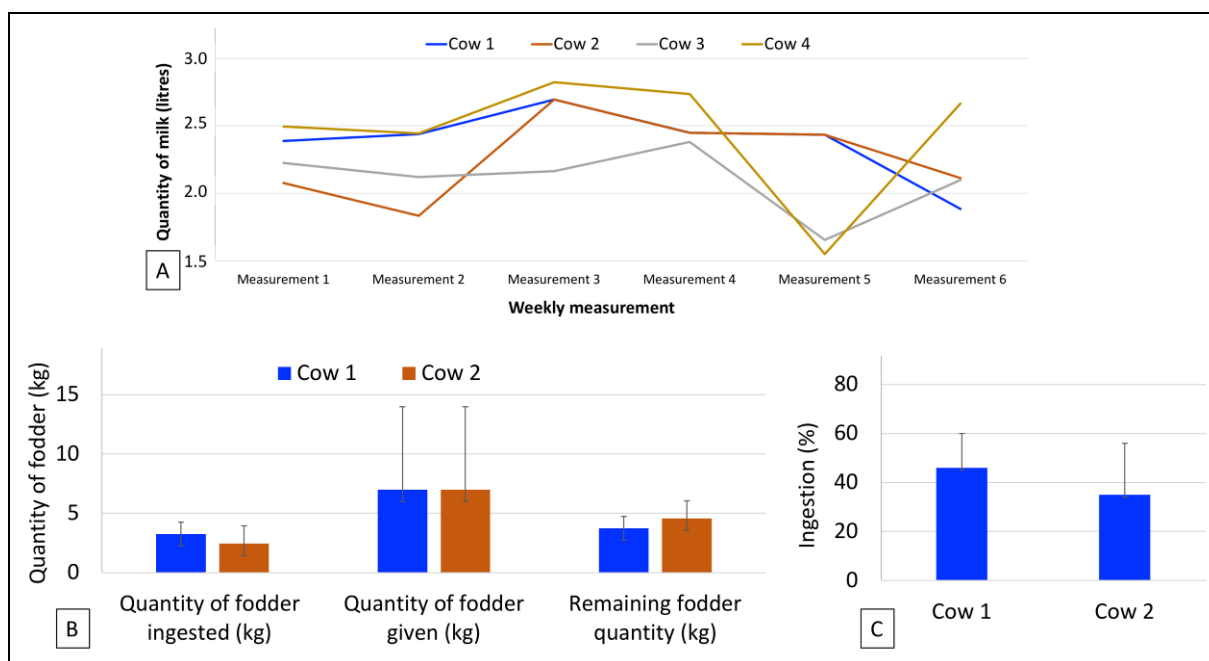 Cow 1 Cow 2 Cow 3 Cow 4
Quantity of milk (litres)
3.0
2.5
2.0
1.5
A
Measurement 1 Measurement 2 Measurement 3 Measurement 4 Measurement 5 Measurement 6
Weekly measurement
Cow 1 Cow 2
Quantity of fodder (kg)
15
10
5
0
Quantity of fodder ingested (kg)
Quantity of fodder given (kg)
Remaining fodder quantity (kg)
B
Ingestion (%)
80
60
40
20
0
Cow 1 Cow 2
C